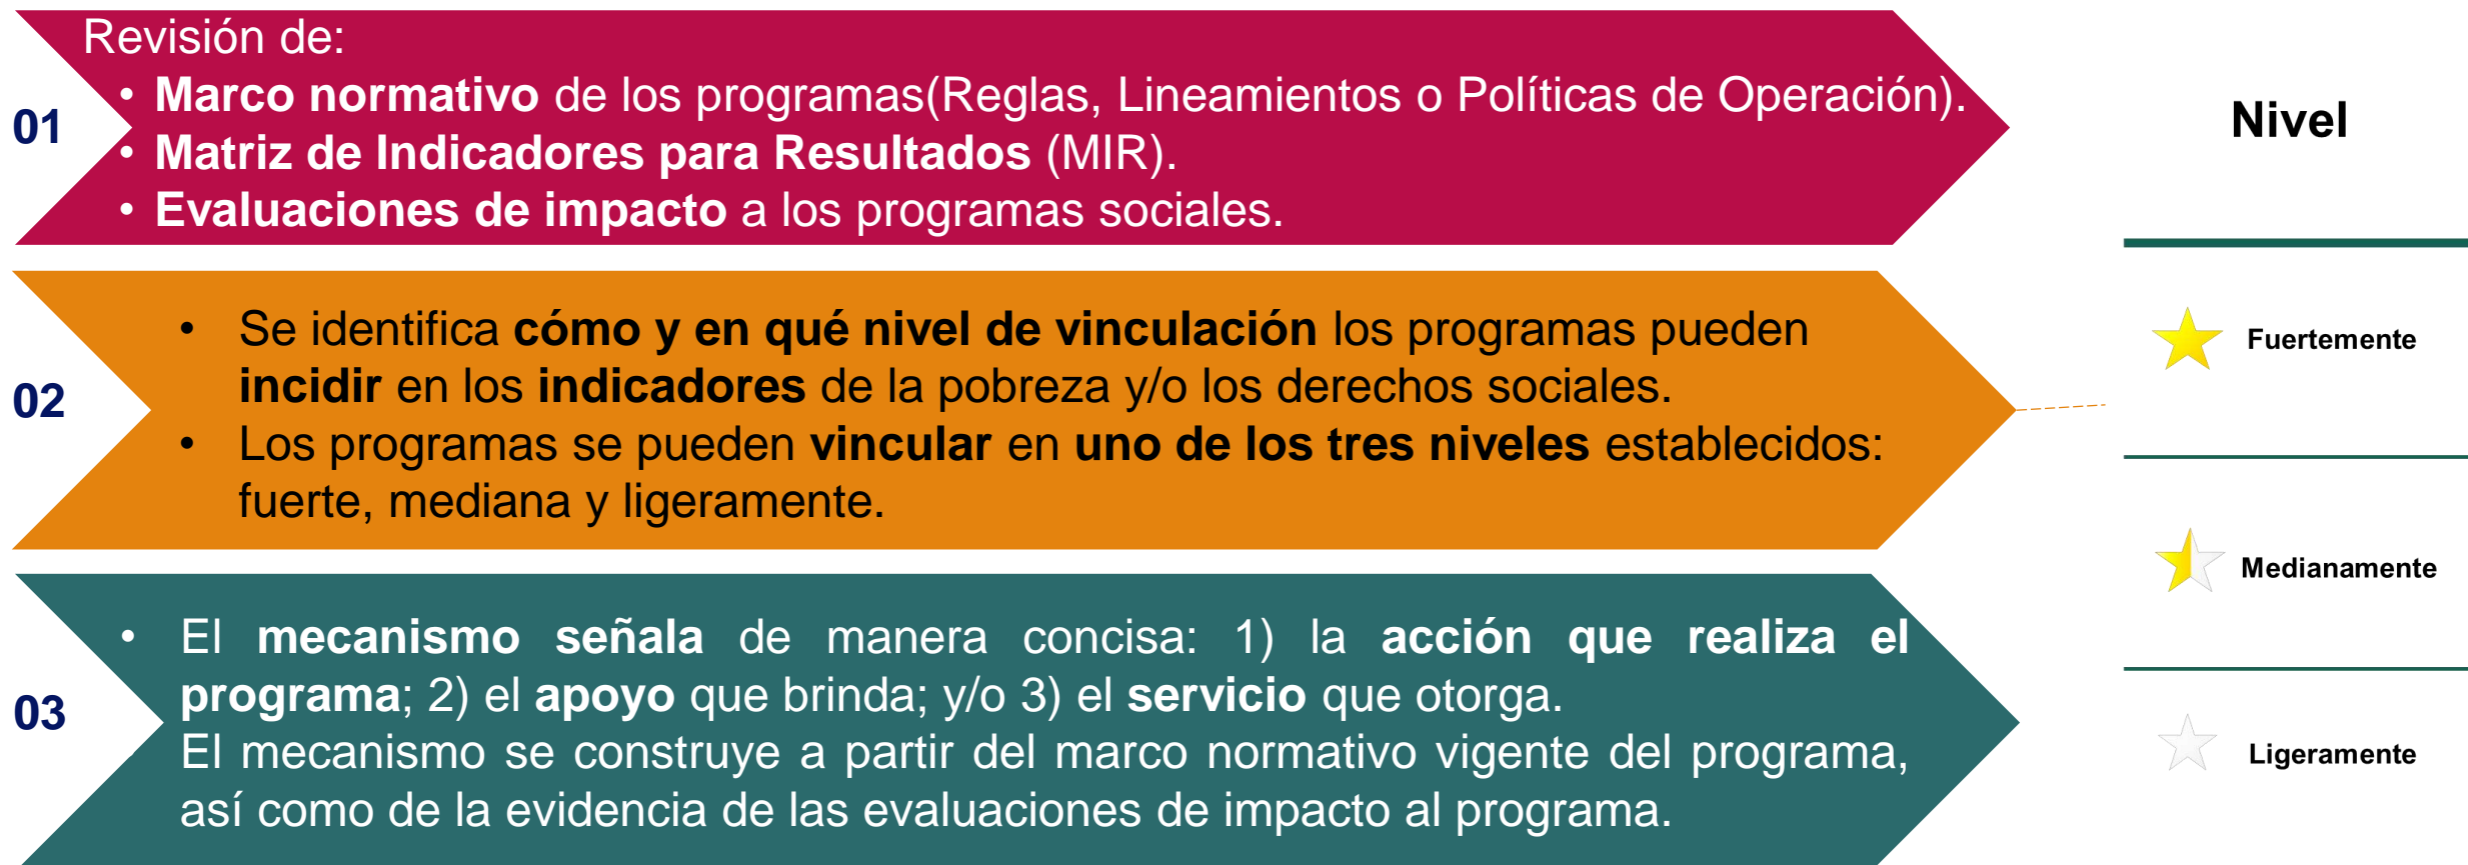 Revisión de:
01
• Marco normativo de los programas(Reglas, Lineamientos o Políticas de Operación).
• Matriz de Indicadores para Resultados (MIR).
• Evaluaciones de impacto a los programas sociales.
02
• Se identifica cómo y en qué nivel de vinculación los programas pueden
incidir en los indicadores de la pobreza y/o los derechos sociales.
• Los programas se pueden vincular en uno de los tres niveles establecidos:
fuerte, mediana y ligeramente.
03
• El mecanismo señala de manera concisa: 1) la acción que realiza el
programa; 2) el apoyo que brinda; y/o 3) el servicio que otorga.
El mecanismo se construye a partir del marco normativo vigente del programa,
así como de la evidencia de las evaluaciones de impacto al programa.
Nivel
Fuertemente
Medianamente
Ligeramente